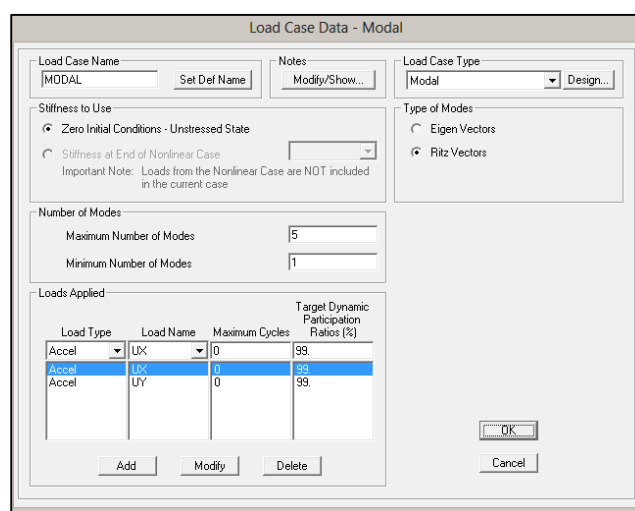 Load Case Data - Modal
Load Case Name
MODAL
Set Def Name
Notes
Modify/Show...
Load Case Type
Modal
Design...
Stiffness to Use
Zero Initial Conditions - Unstressed State
Stiffness at End of Nonlinear Case
Important Note: Loads from the Nonlinear Case are NOT included
in the current case
Type of Modes
Eigen Vectors
Ritz Vectors
Number of Modes
Maximum Number of Modes 5
Minimum Number of Modes 1
Loads Applied
Target Dynamic
Participation
Load Type Load Name Maximum Cycles Ratios (%)
Accel UX 0 99.
Accel UX 0 99.
Accel UY 0 99.
Add Modify Delete
OK
Cancel